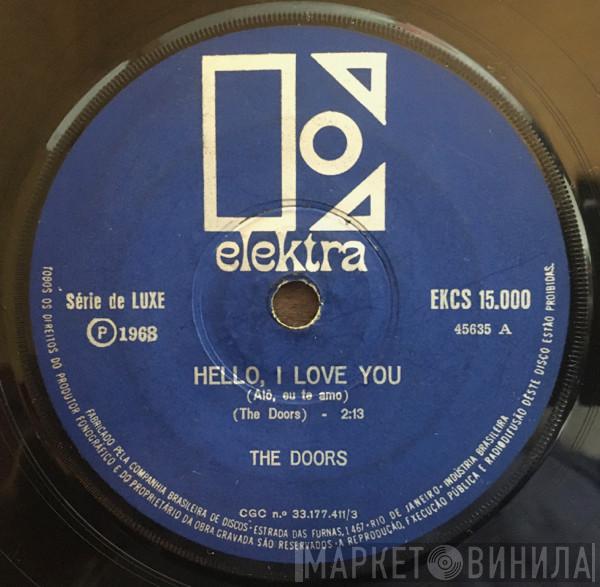 elektra
Série de LUXE
EKCS 15.000
℗ 1968
45635 A
HELLO, I LOVE YOU
(Alô, eu te amo)
(The Doors) - 2:13
THE DOORS
CGC n.º 33.177.411/3
FABRICADO PELA COMPANHIA BRASILEIRA DE DISCOS-ESTRADA DAS FURNAS, 1.467-RIO DE JANEIRO-INDÚSTRIA BRASILEIRA
TODOS OS DIREITOS DO PRODUTOR FONOGRÁFICO E DO PROPRIETÁRIO DA OBRA GRAVADA SÃO RESERVADOS-A REPRODUÇÃO, EXECUÇÃO PÚBLICA E RADIODIFUSÃO DESTE DISCO ESTÃO PROIBIDAS.
МАРКЕТ ВИНИЛА